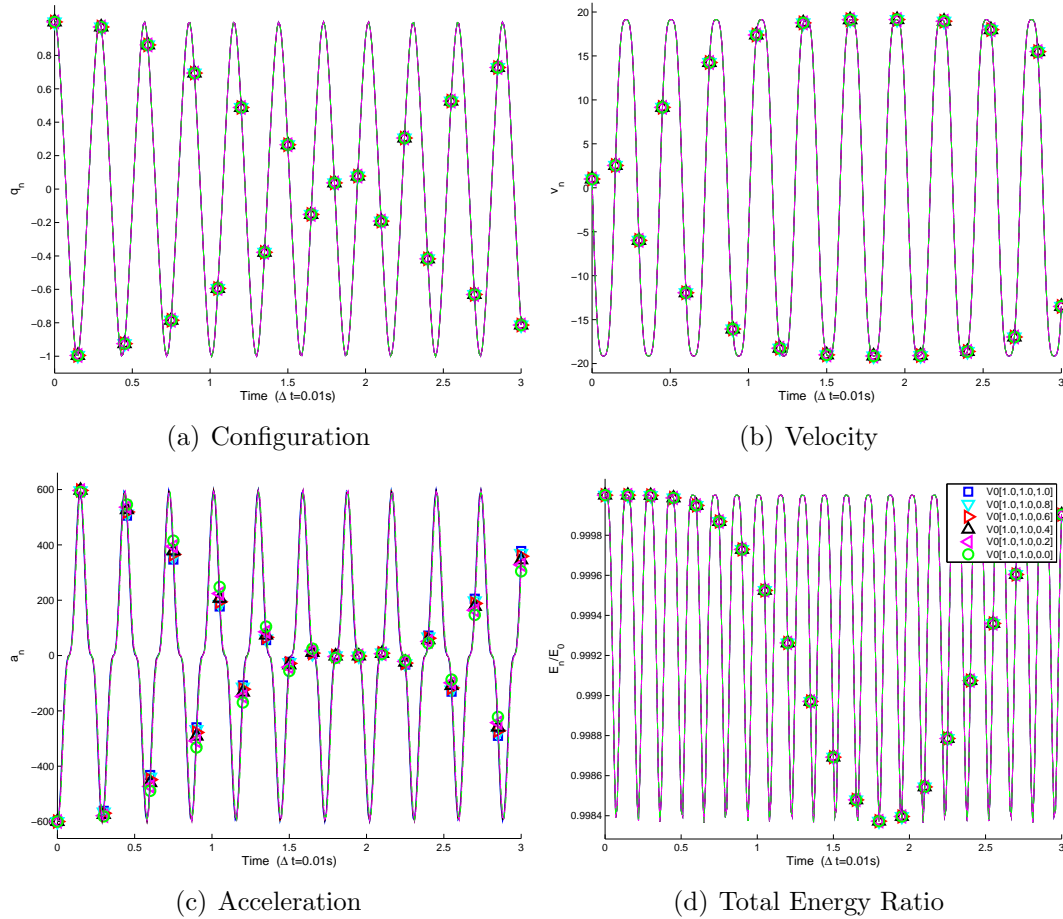 0.8
0.6
0.4
0.2
0
−0.2
−0.4
−0.6
−0.8
−1
q_n
0 0.5 1 1.5 2 2.5 3
Time (Δ t=0.01s)
(a) Configuration
20
15
10
5
0
−5
−10
−15
−20
v_n
0 0.5 1 1.5 2 2.5 3
Time (Δ t=0.01s)
(b) Velocity
600
400
200
0
−200
−400
−600
a_n
0 0.5 1 1.5 2 2.5 3
Time (Δ t=0.01s)
(c) Acceleration
0.9998
0.9996
0.9994
0.9992
0.999
0.9988
0.9986
0.9984
E_n/E_0
V0[1.0,1.0,1.0]
V0[1.0,1.0,0.8]
V0[1.0,1.0,0.6]
V0[1.0,1.0,0.4]
V0[1.0,1.0,0.2]
V0[1.0,1.0,0.0]
0 0.5 1 1.5 2 2.5 3
Time (Δ t=0.01s)
(d) Total Energy Ratio